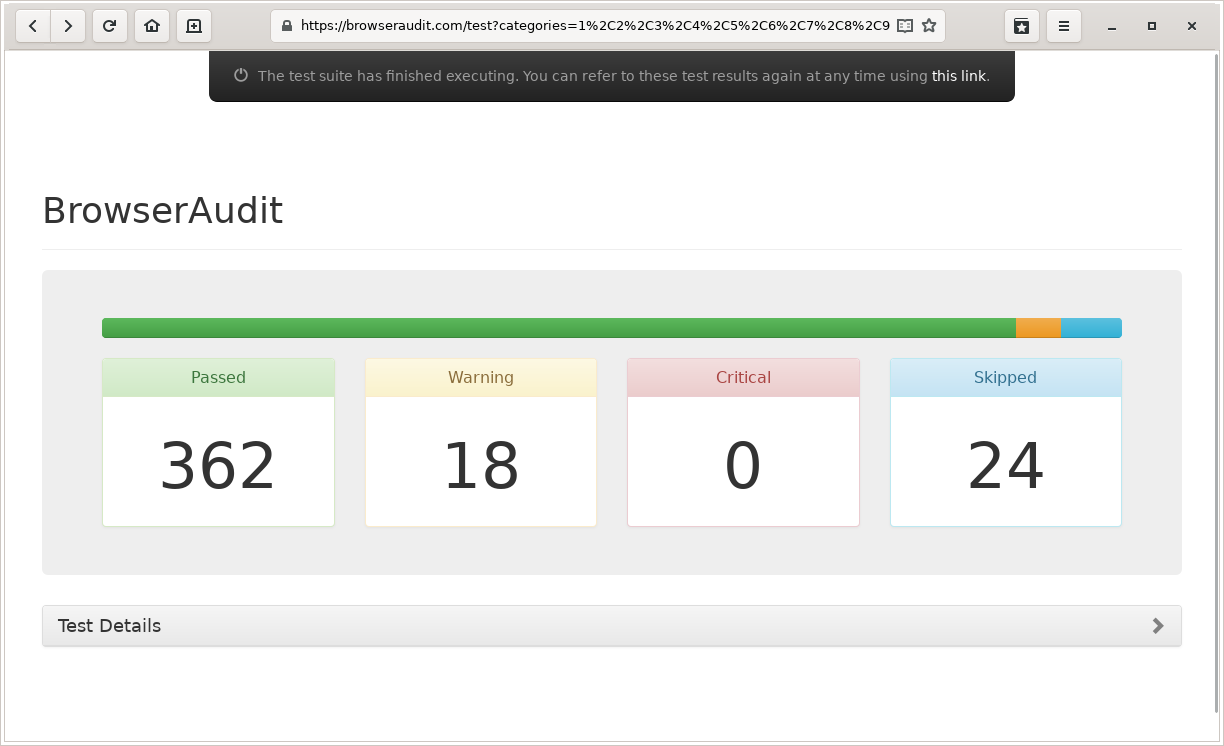 https://browseraudit.com/test?categories=1%2C2%2C3%2C4%2C5%2C6%2C7%2C8%2C9
The test suite has finished executing. You can refer to these test results again at any time using this link.
BrowserAudit
Passed Warning Critical Skipped
362 18 0 24
Test Details